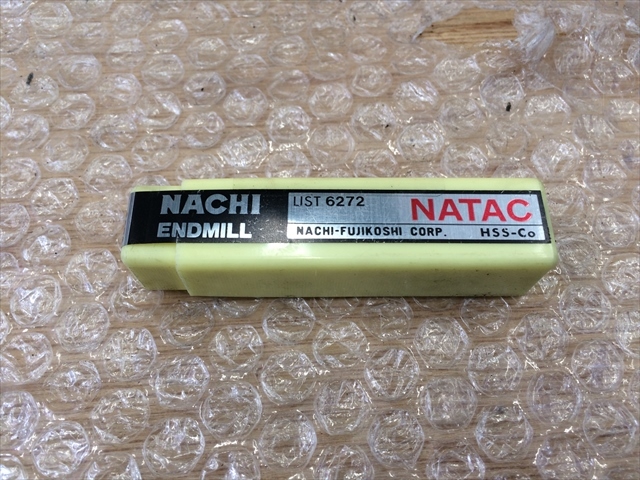 NACHI
ENDMILL
LIST 6272
NATAC
NACHI-FUJIKOSHI CORP.
HSS-Co